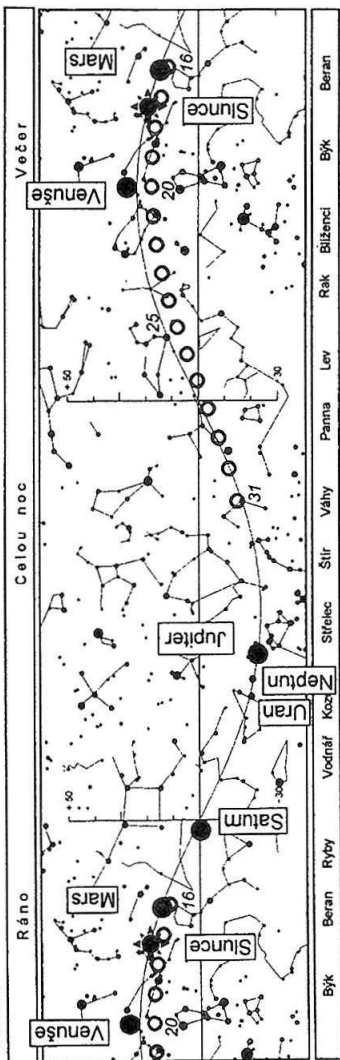 Ráno Celou noc Večer
Mars
Venuše
+50
+50
Mars
Venuše
20
16
Slunce
Saturn
-30
Uran
Neptun
Jupiter
31
25
30
20
16
Slunce
Býk Beran Ryby Vodnář Koz Střelec Štír Váhy Panna Lev Rak Blíženci Býk Beran